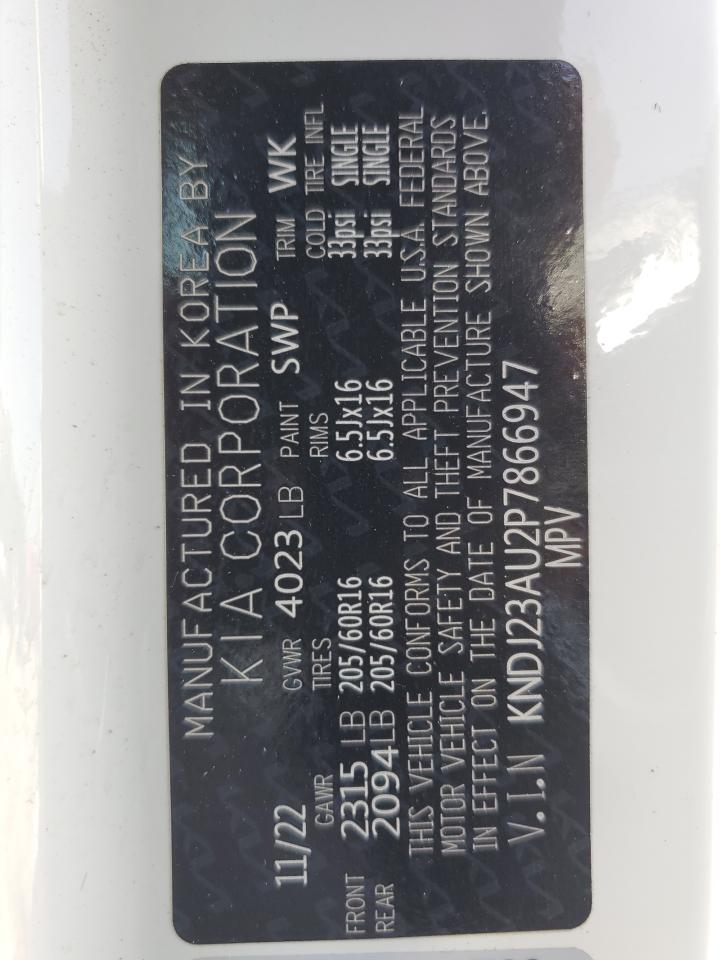 MANUFACTURED IN KOREA BY
KIA CORPORATION
11/22 GVWR 4023 LB PAINT SWP TRIM WK
GAWR TIRES RIMS COLD TIRE INFL
FRONT 2315 LB 205/60R16 6.5Jx16 33psi SINGLE
REAR 2094 LB 205/60R16 6.5Jx16 33psi SINGLE
THIS VEHICLE CONFORMS TO ALL APPLICABLE U.S.A. FEDERAL
MOTOR VEHICLE SAFETY AND THEFT PREVENTION STANDARDS
IN EFFECT ON THE DATE OF MANUFACTURE SHOWN ABOVE.
V.I.N KNDJ23AU2P7866947
MPV